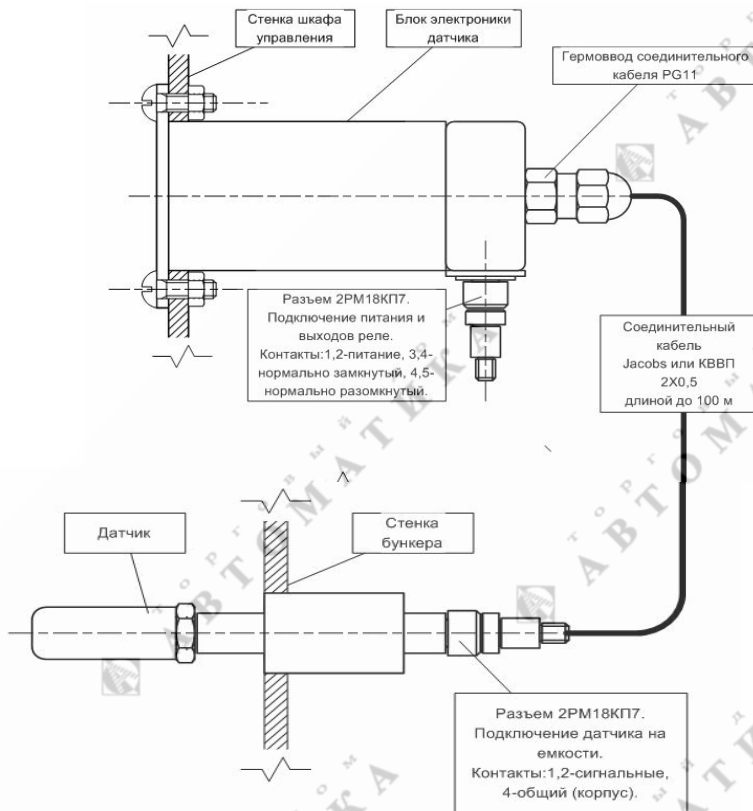 Стенка шкафа
управления
Блок электроники
датчика
Гермоввод соединительного
кабеля PG11
Разъем 2РМ18КП7.
Подключение питания и
выходов реле.
Контакты:1,2-питание, 3,4-
нормально замкнутый, 4,5-
нормально разомкнутый.
Соединительный
кабель
Jacobs или КВВП
2Х0,5
длиной до 100 м
Датчик
Стенка
бункера
Разъем 2РМ18КП7.
Подключение датчика на
емкости.
Контакты:1,2-сигнальные,
4-общий (корпус).